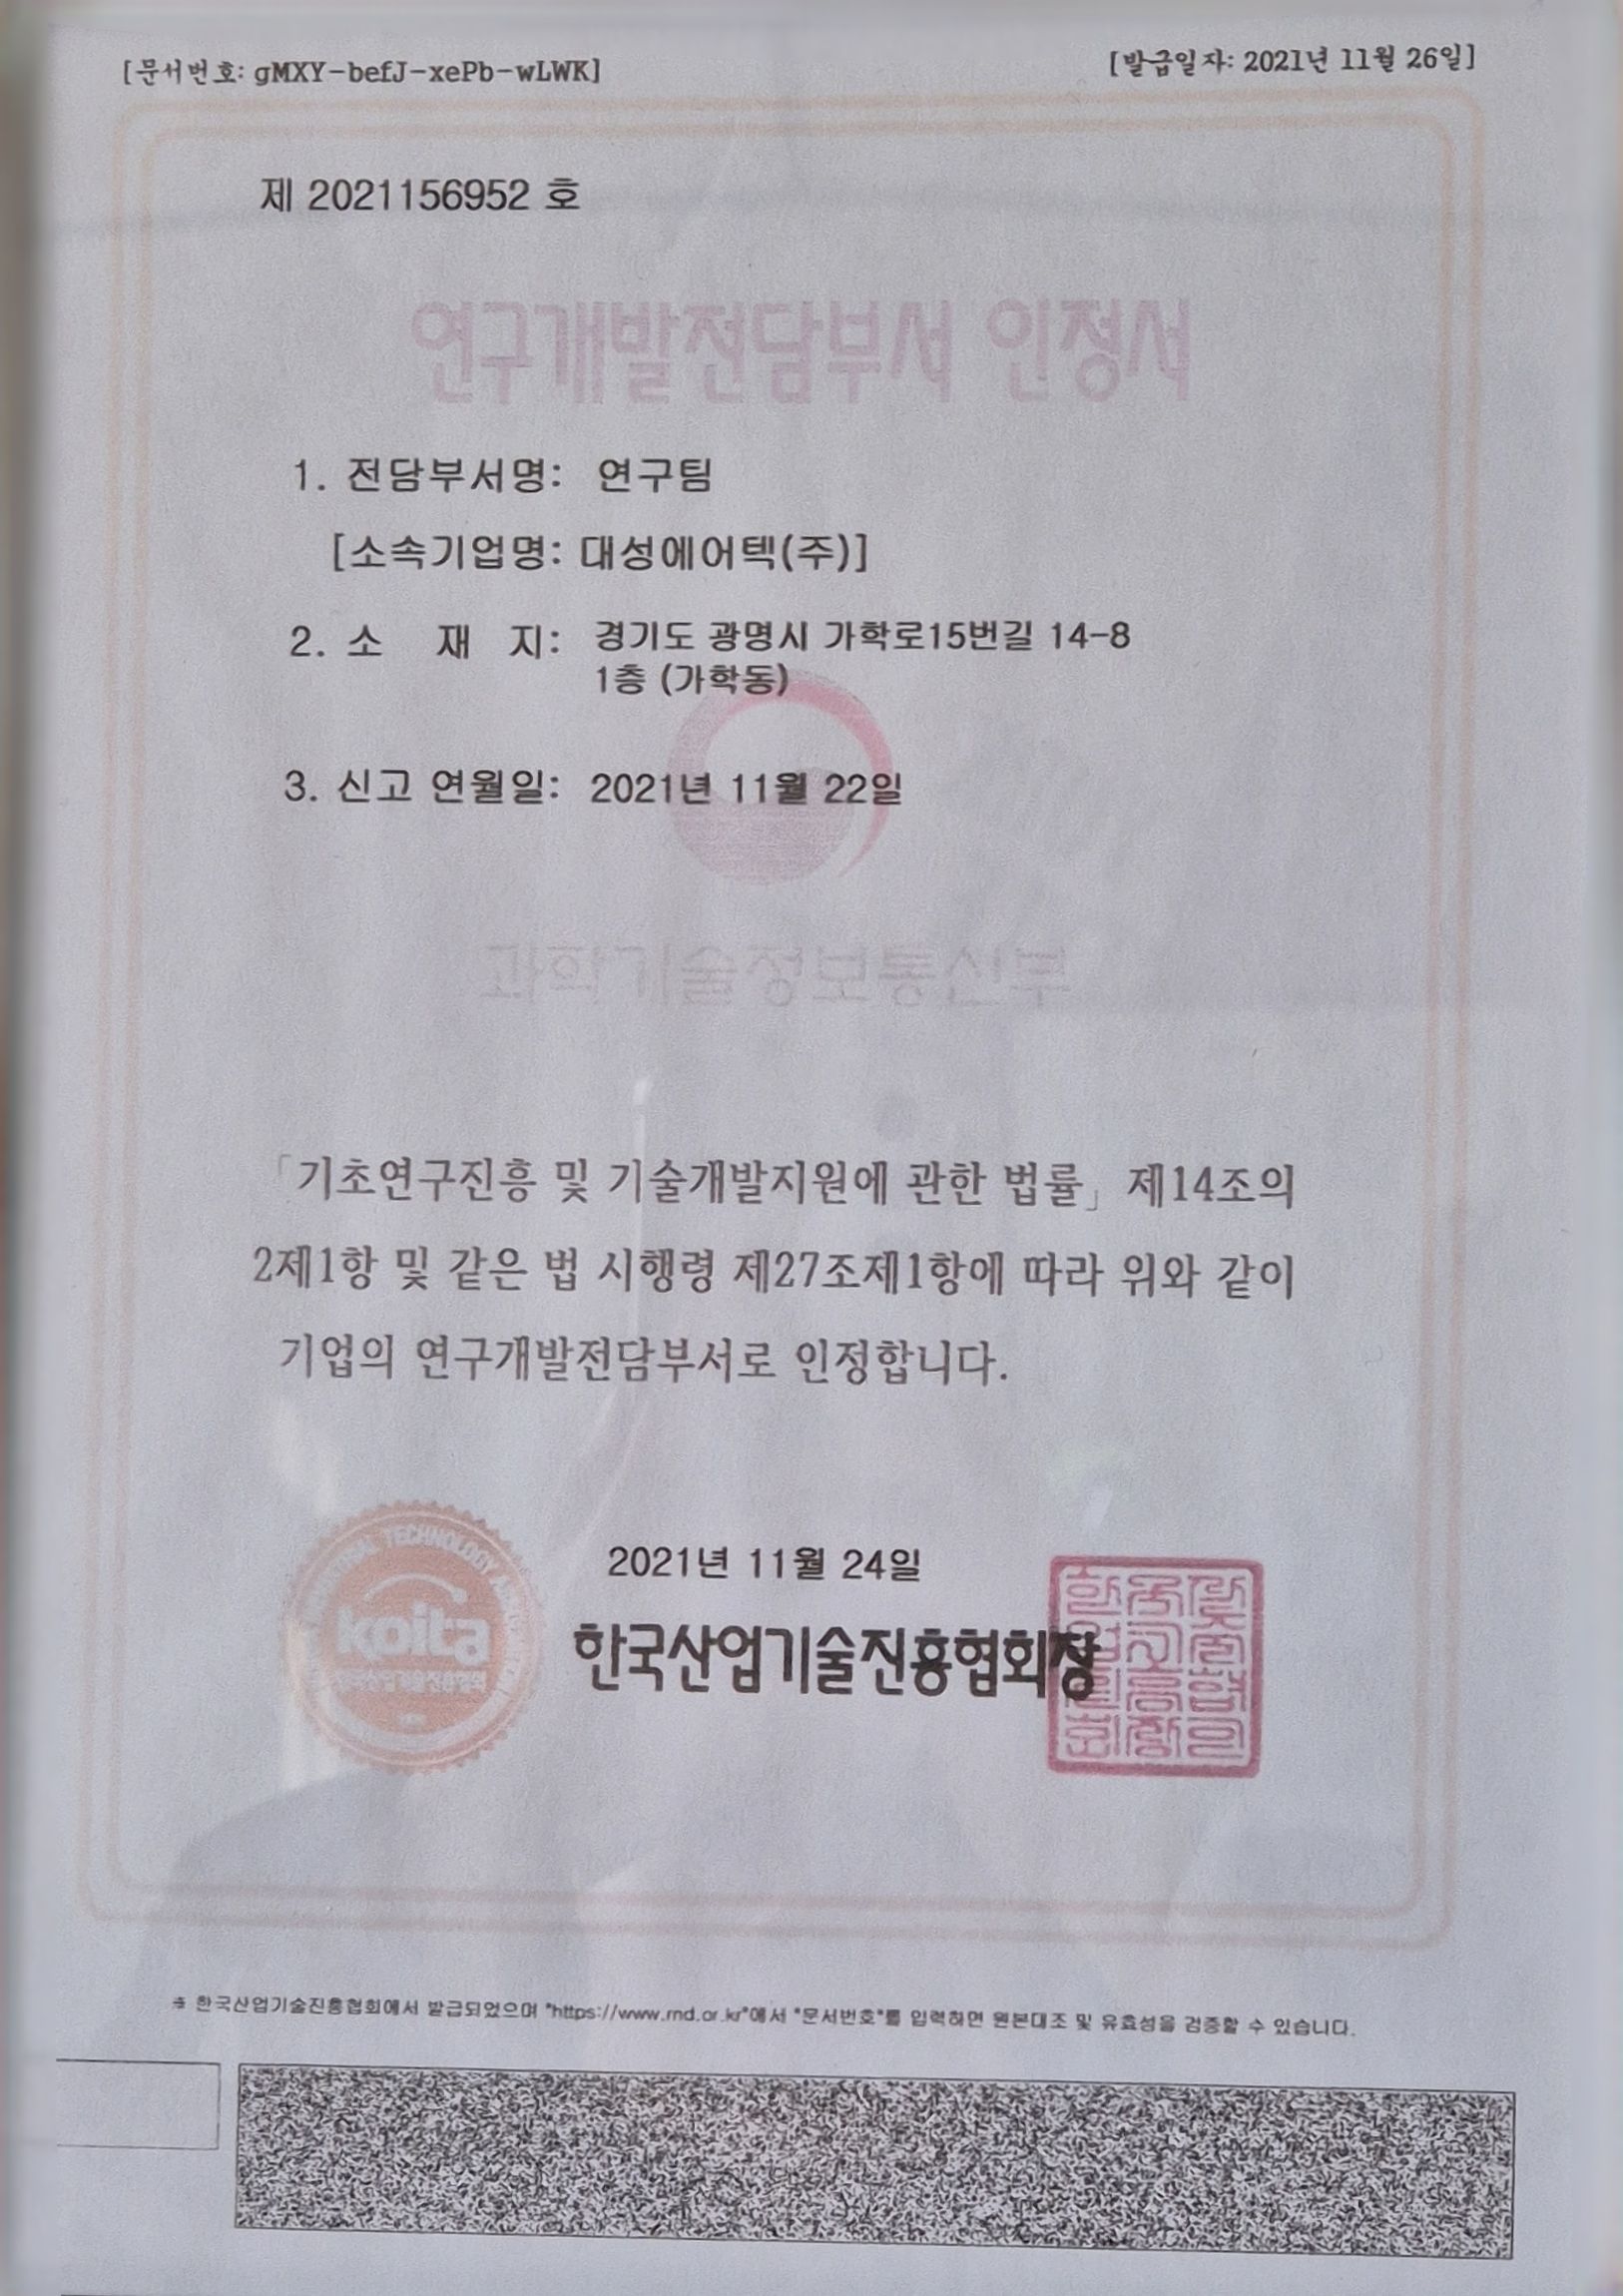 [문서번호: gMXY-befJ-xePb-wLWK]
[발급일자: 2021년 11월 26일]
제 2021156952 호
연구개발전담부서 인정서
1. 전담부서명: 연구팀
[소속기업명: 대성에어텍(주)]
2. 소 재 지: 경기도 광명시 가학로15번길 14-8
1층 (가학동)
3. 신고 연월일: 2021년 11월 22일
과학기술정보통신부
「기초연구진흥 및 기술개발지원에 관한 법률」 제14조의
2제1항 및 같은 법 시행령 제27조제1항에 따라 위와 같이
기업의 연구개발전담부서로 인정합니다.
2021년 11월 24일
koita
한국산업기술진흥협회
한국산업기술진흥협회장
※ 한국산업기술진흥협회에서 발급되었으며 "https://www.rnd.or.kr"에서 "문서번호"를 입력하면 원본대조 및 유효성을 검증할 수 있습니다.